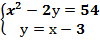 x² − 2y = 54
y = x − 3